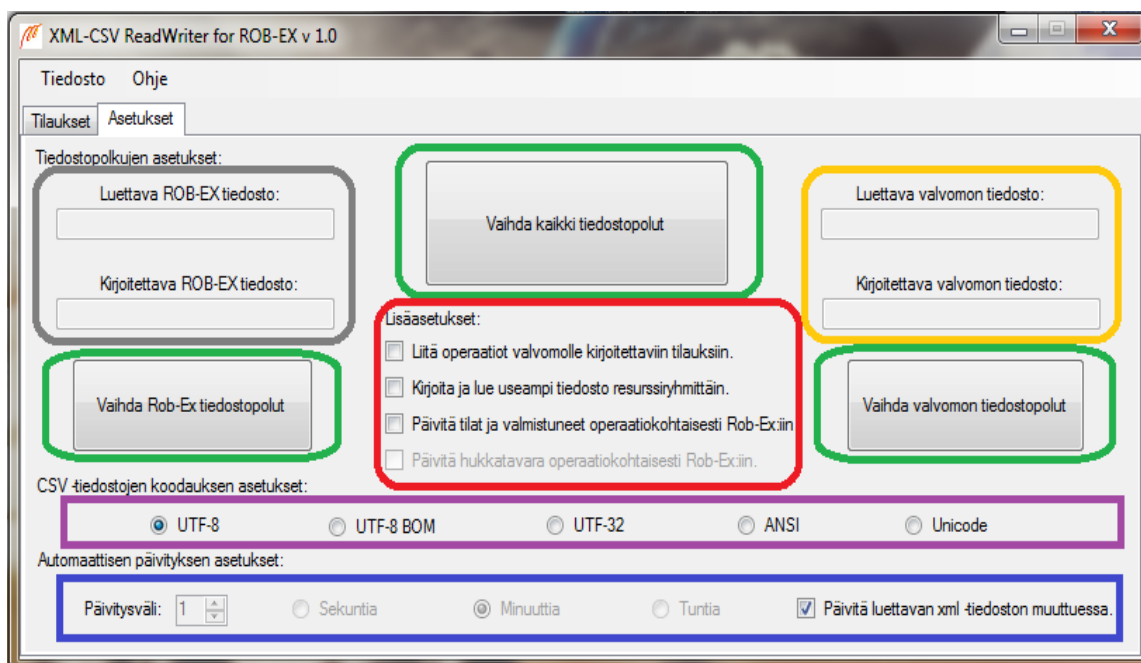 XML-CSV ReadWriter for ROB-EX v 1.0
Tiedosto Ohje
Tilaukset Asetukset
Tiedostopolkujen asetukset:
Luettava ROB-EX tiedosto:
Kirjoitettava ROB-EX tiedosto:
Vaihda Rob-Ex tiedostopolut
Vaihda kaikki tiedostopolut
Lisäasetukset:
Liitä operaatiot valvomolle kirjoitettaviin tilauksiin.
Kirjoita ja lue useampi tiedosto resurssiryhmittäin.
Päivitä tilat ja valmistuneet operaatiokohtaisesti Rob-Ex:iin
Päivitä hukkatavara operaatiokohtaisesti Rob-Ex:iin.
Luettava valvomon tiedosto:
Kirjoitettava valvomon tiedosto:
Vaihda valvomon tiedostopolut
CSV -tiedostojen koodauksen asetukset:
UTF-8 UTF-8 BOM UTF-32 ANSI Unicode
Automaattisen päivityksen asetukset:
Päivitysväli: 1 Sekuntia Minuuttia Tuntia Päivitä luettavan xml -tiedoston muuttuessa.